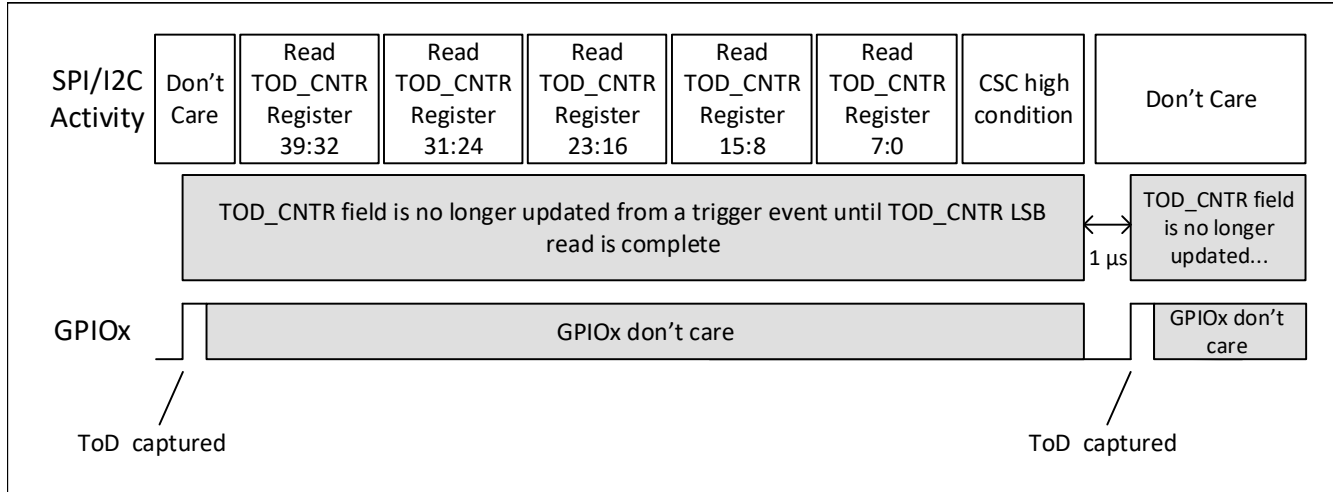 SPI/I2C
Activity
Don't
Care
Read
TOD_CNTR
Register
39:32
Read
TOD_CNTR
Register
31:24
Read
TOD_CNTR
Register
23:16
Read
TOD_CNTR
Register
15:8
Read
TOD_CNTR
Register
7:0
CSC high
condition
Don't Care
TOD_CNTR field is no longer updated from a trigger event until TOD_CNTR LSB
read is complete
1 µs
TOD_CNTR field
is no longer
updated...
GPIOx
GPIOx don't care
GPIOx don't
care
ToD captured
ToD captured